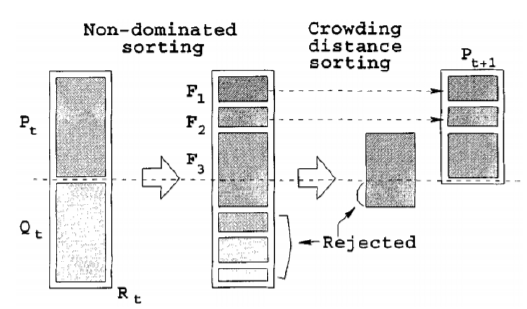 Non-dominated
sorting
Crowding
distance
sorting
P t+1
P t
F 1
F 2
F 3
Q t
Rejected
R t